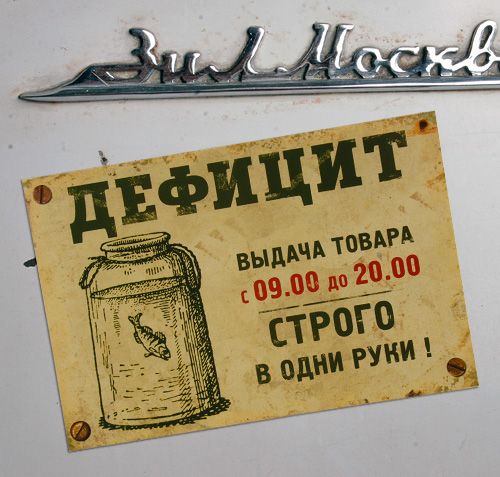 ЗиЛ Москв
ДЕФИЦИТ
ВЫДАЧА ТОВАРА
с 09.00 до 20.00
СТРОГО
В ОДНИ РУКИ !